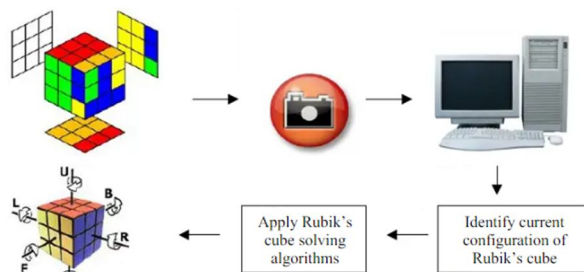 U
L
B
R
F
Apply Rubik's
cube solving
algorithms
Identify current
configuration of
Rubik's cube